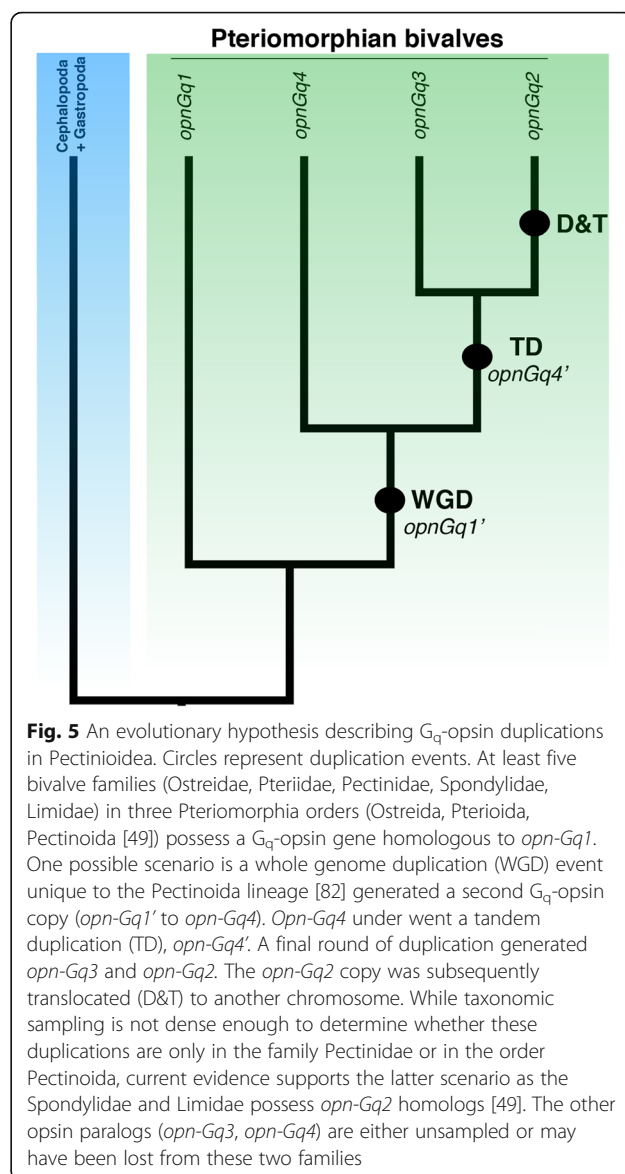 Pteriomorphian bivalves
Cephalopoda
+ Gastropoda
opnGq1
opnGq4
opnGq3
opnGq2
D&T
TD
opnGq4’
WGD
opnGq1’
Fig. 5 An evolutionary hypothesis describing Gq-opsin duplications
in Pectinioidea. Circles represent duplication events. At least five
bivalve families (Ostreidae, Pteriidae, Pectinidae, Spondylidae,
Limidae) in three Pteriomorphia orders (Ostreida, Pterioida,
Pectinoida [49]) possess a Gq-opsin gene homologous to opn-Gq1.
One possible scenario is a whole genome duplication (WGD) event
unique to the Pectinoida lineage [82] generated a second Gq-opsin
copy (opn-Gq1’ to opn-Gq4). Opn-Gq4 under went a tandem
duplication (TD), opn-Gq4’. A final round of duplication generated
opn-Gq3 and opn-Gq2. The opn-Gq2 copy was subsequently
translocated (D&T) to another chromosome. While taxonomic
sampling is not dense enough to determine whether these
duplications are only in the family Pectinidae or in the order
Pectinoida, current evidence supports the latter scenario as the
Spondylidae and Limidae possess opn-Gq2 homologs [49]. The other
opsin paralogs (opn-Gq3, opn-Gq4) are either unsampled or may
have been lost from these two families